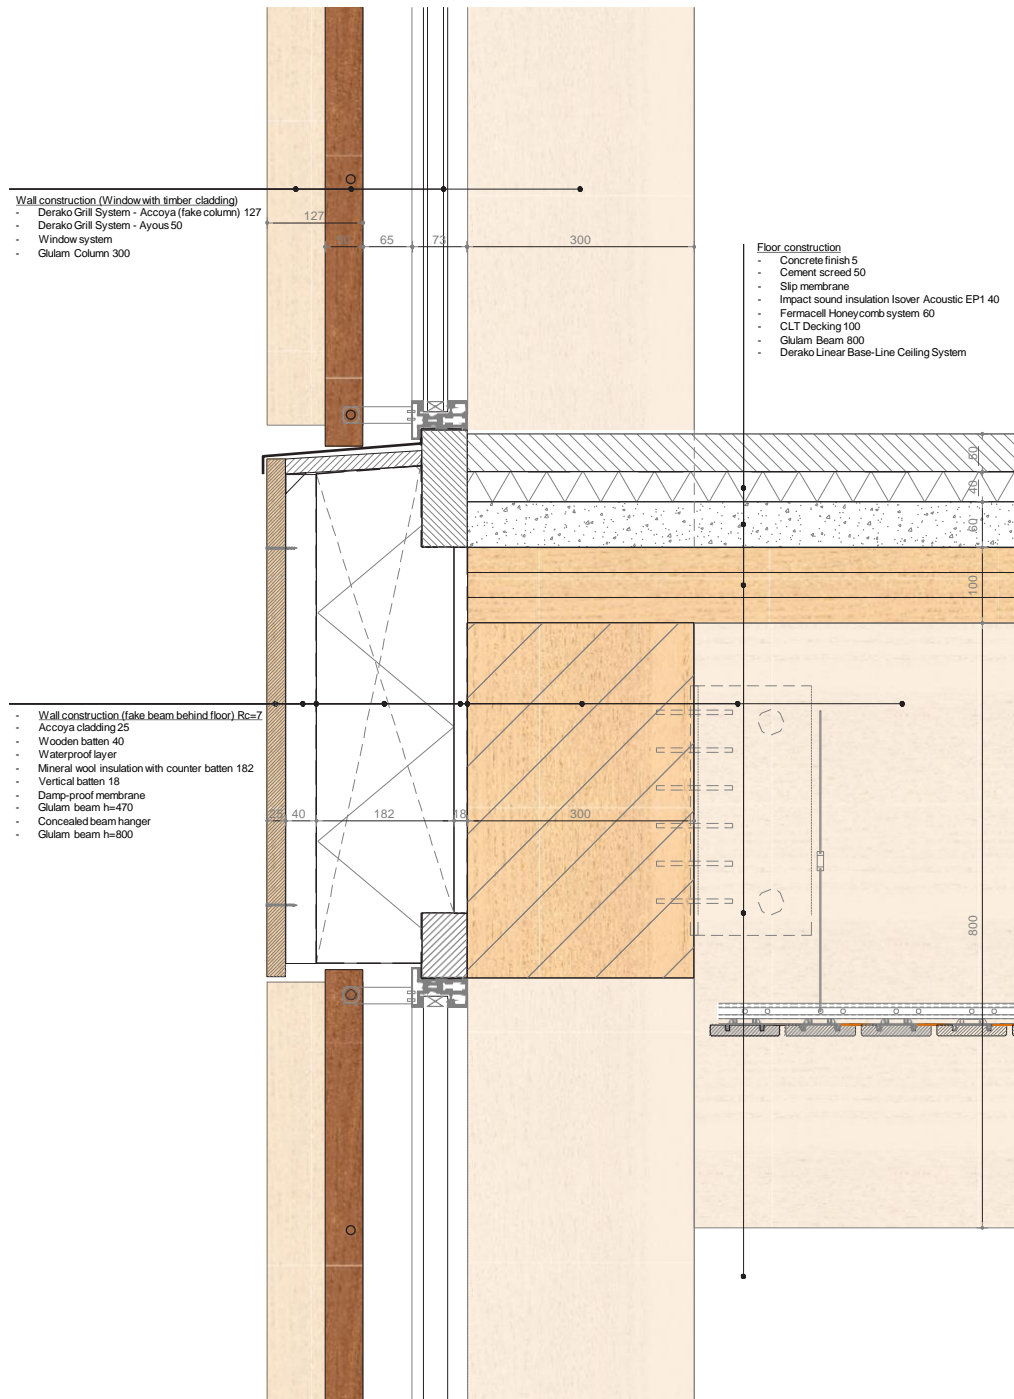 Wall construction (Window with timber cladding)
- Derako Grill System - Accoya (fake column) 127
- Derako Grill System - Ayous 50
- Window system
- Glulam Column 300
127
50
65
73
300
Floor construction
- Concrete finish 5
- Cement screed 50
- Slip membrane
- Impact sound insulation Isover Acoustic EP1 40
- Fermacell Honeycomb system 60
- CLT Decking 100
- Glulam Beam 800
- Derako Linear Base-Line Ceiling System
40
60
100
- Wall construction (fake beam behind floor) Rc=7
- Accoya cladding 25
- Wooden batten 40
- Waterproof layer
- Mineral wool insulation with counter batten 182
- Vertical batten 18
- Damp-proof membrane
- Glulam beam h=470
- Concealed beam hanger
- Glulam beam h=800
25
40
182
18
300
800